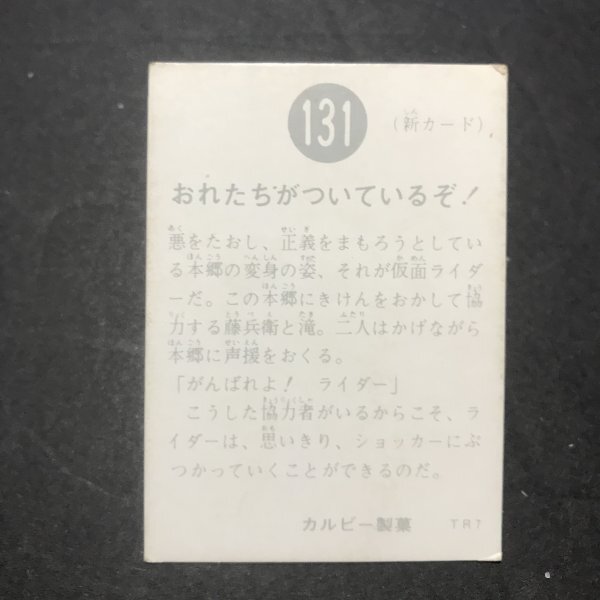 131
(新カード)
おれたちがついているぞ!
悪をたおし、正義をまもろうとしてい
る本郷の変身の姿、それが仮面ライダ
ーだ。この本郷にきけんをおかして協
力する藤兵衛と滝。二人はかげながら
本郷に声援をおくる。
「がんばれよ! ライダー」
こうした協力者がいるからこそ、ラ
イダーは、思いきり、ショッカーにぶ
つかっていくことができるのだ。
カルビー製菓 TR7